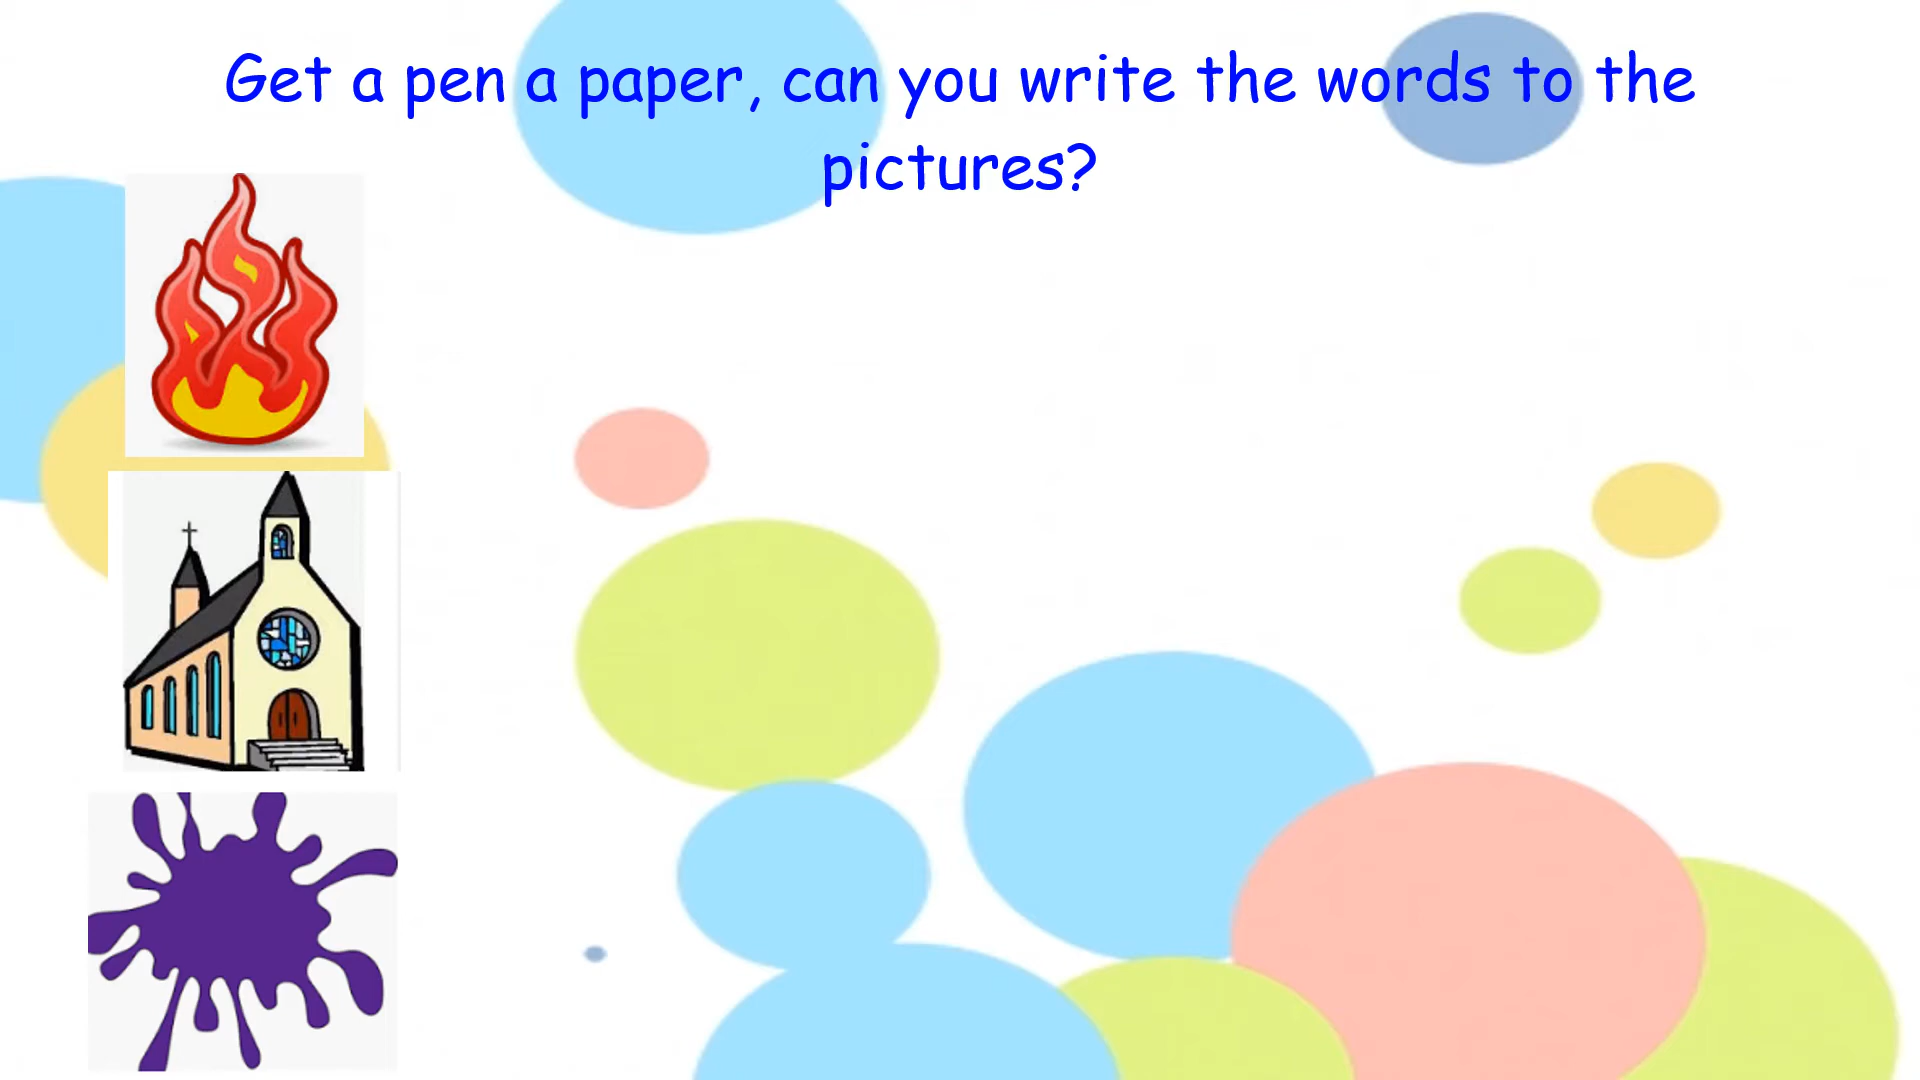 Get a pen a paper, can you write the words to the
pictures?